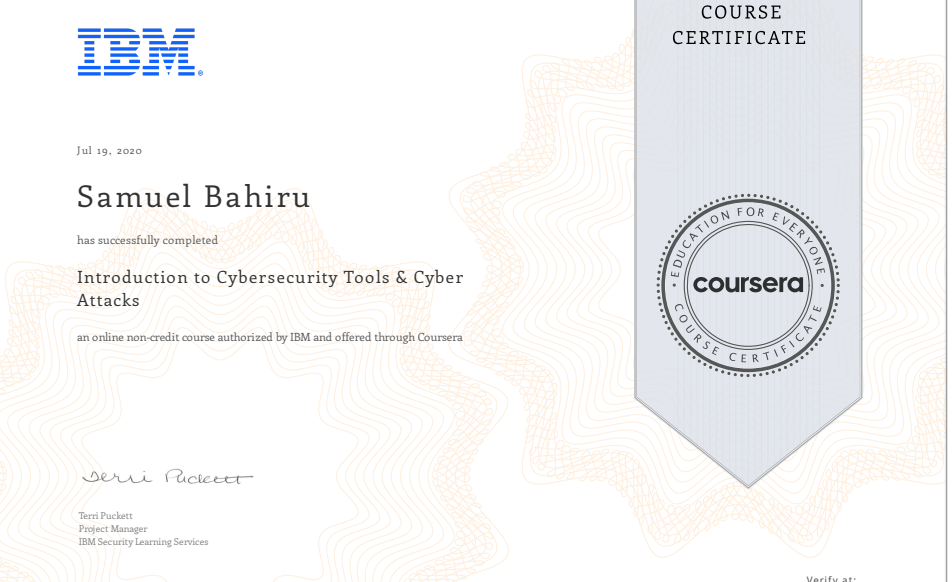 COURSE
CERTIFICATE
IBM®
Jul 19, 2020
Samuel Bahiru
has successfully completed
Introduction to Cybersecurity Tools & Cyber
Attacks
an online non-credit course authorized by IBM and offered through Coursera
EDUCATION FOR EVERYONE
coursera
COURSE CERTIFICATE
Terri Puckett
Terri Puckett
Project Manager
IBM Security Learning Services
Verify at: